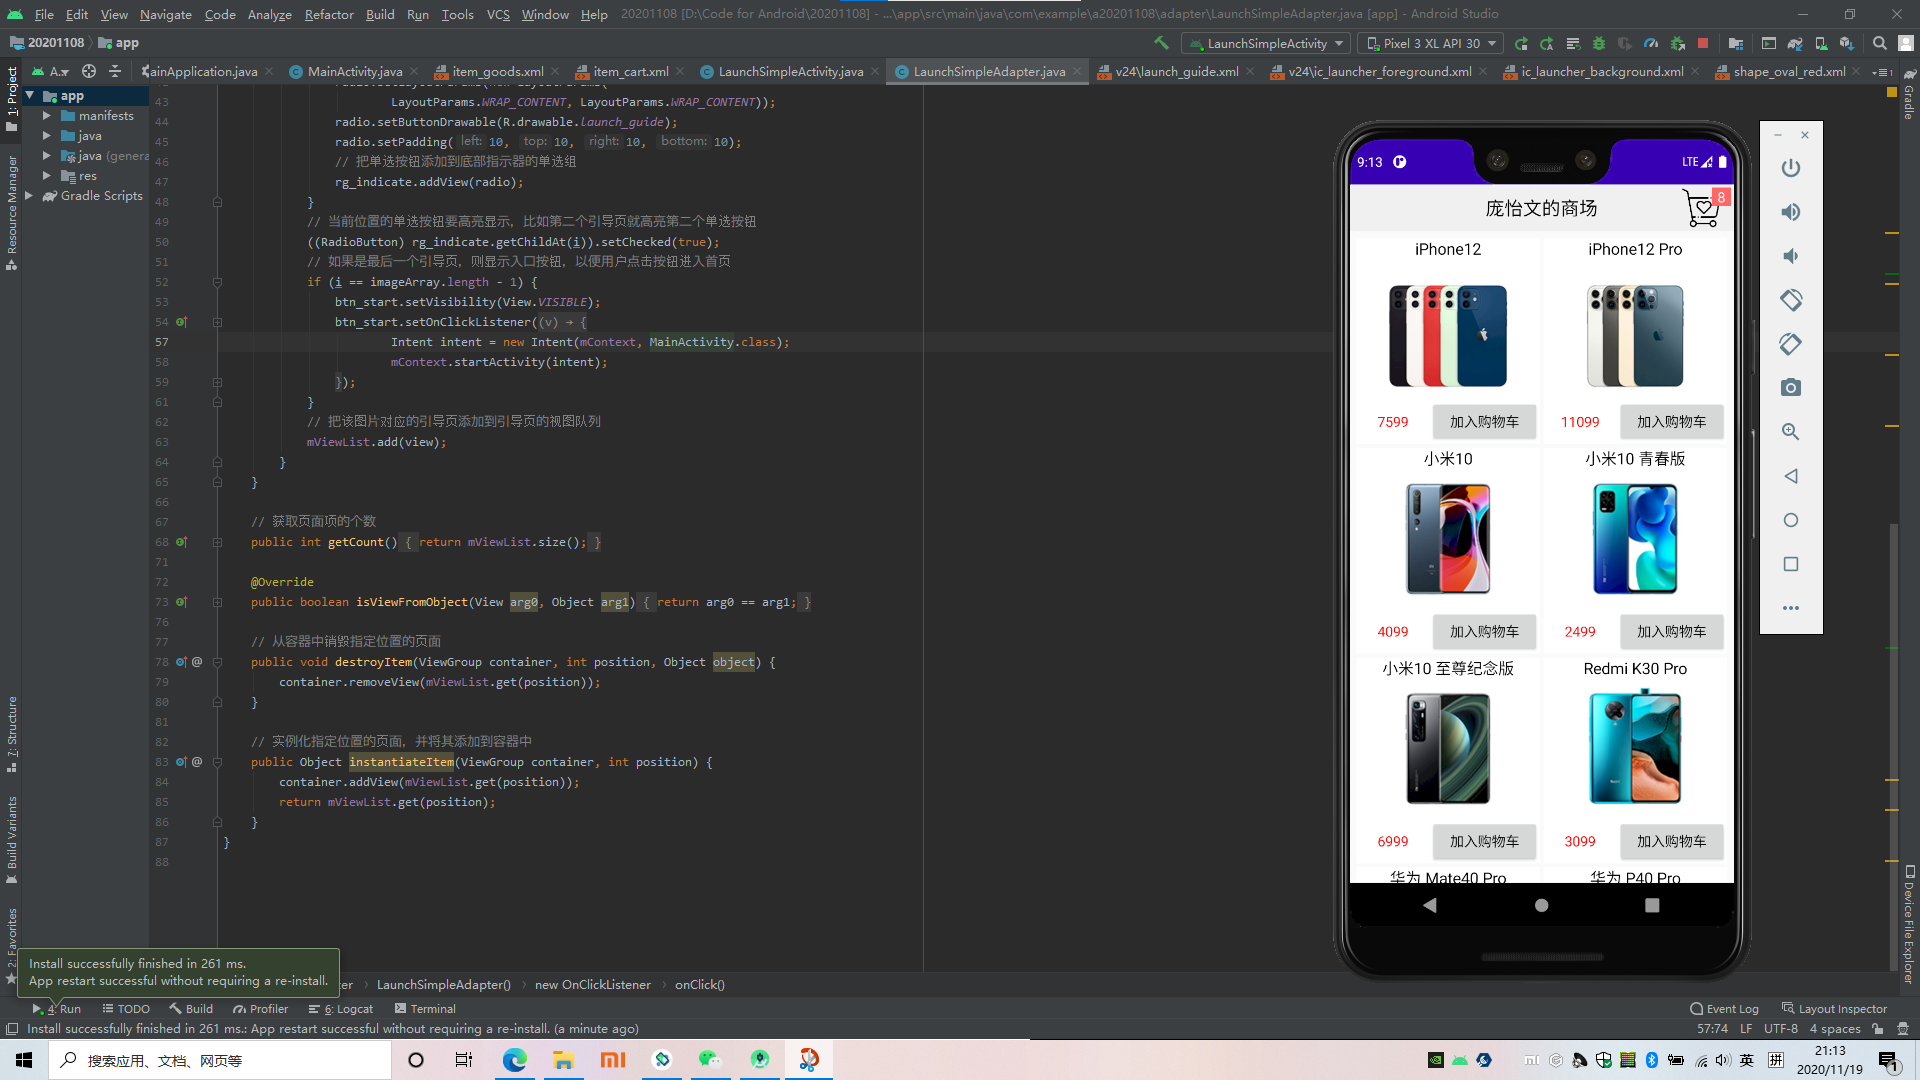 File Edit View Navigate Code Analyze Refactor Build Run Tools VCS Window Help 20201108 [D:\Code for Android\20201108] - ...\app\src\main\java\com\example\a20201108\adapter\LaunchSimpleAdapter.java [app] - Android Studio
20201108 app LaunchSimpleActivity Pixel 3 XL API 30
A.. ainApplication.java MainActivity.java item_goods.xml item_cart.xml LaunchSimpleActivity.java LaunchSimpleAdapter.java v24\launch_guide.xml v24\ic_launcher_foreground.xml ic_launcher_background.xml shape_oval_red.xml
1: Project
Resource Manager
7: Structure
Build Variants
2: Favorites
app
manifests
java
java (genera
res
Gradle Scripts
43 LayoutParams.WRAP_CONTENT, LayoutParams.WRAP_CONTENT));
44 radio.setButtonDrawable(R.drawable.launch_guide);
45 radio.setPadding( left: 10, top: 10, right: 10, bottom: 10);
46 // 把单选按钮添加到底部指示器的单选组
47 rg_indicate.addView(radio);
48 }
49 // 当前位置的单选按钮要高亮显示，比如第二个引导页就高亮第二个单选按钮
50 ((RadioButton) rg_indicate.getChildAt(i)).setChecked(true);
51 // 如果是最后一个引导页，则显示入口按钮，以便用户点击按钮进入首页
52 if (i == imageArray.length - 1) {
53 btn_start.setVisibility(View.VISIBLE);
54 btn_start.setOnClickListener((v) → {
57 Intent intent = new Intent(mContext, MainActivity.class);
58 mContext.startActivity(intent);
59 });
61 }
62 // 把该图片对应的引导页添加到引导页的视图队列
63 mViewList.add(view);
64 }
65 }
66
67 // 获取页面项的个数
68 public int getCount() { return mViewList.size(); }
71
72 @Override
73 public boolean isViewFromObject(View arg0, Object arg1) { return arg0 == arg1; }
76
77 // 从容器中销毁指定位置的页面
78 @ public void destroyItem(ViewGroup container, int position, Object object) {
79 container.removeView(mViewList.get(position));
80 }
81
82 // 实例化指定位置的页面，并将其添加到容器中
83 @ public Object instantiateItem(ViewGroup container, int position) {
84 container.addView(mViewList.get(position));
85 return mViewList.get(position);
86 }
87 }
88
9:13 LTE
庞怡文的商场 8
iPhone12 iPhone12 Pro
7599 加入购物车 11099 加入购物车
小米10 小米10 青春版
4099 加入购物车 2499 加入购物车
小米10 至尊纪念版 Redmi K30 Pro
6999 加入购物车 3099 加入购物车
华为 Mate40 Pro 华为 P40 Pro
Gradle
Device File Explorer
Install successfully finished in 261 ms.
App restart successful without requiring a re-install.
ter LaunchSimpleAdapter() new OnClickListener onClick()
4: Run TODO Build Profiler 6: Logcat Terminal Event Log Layout Inspector
Install successfully finished in 261 ms.: App restart successful without requiring a re-install. (a minute ago) 57:74 LF UTF-8 4 spaces
搜索应用、文档、网页等 英 拼 21:13
2020/11/19 1